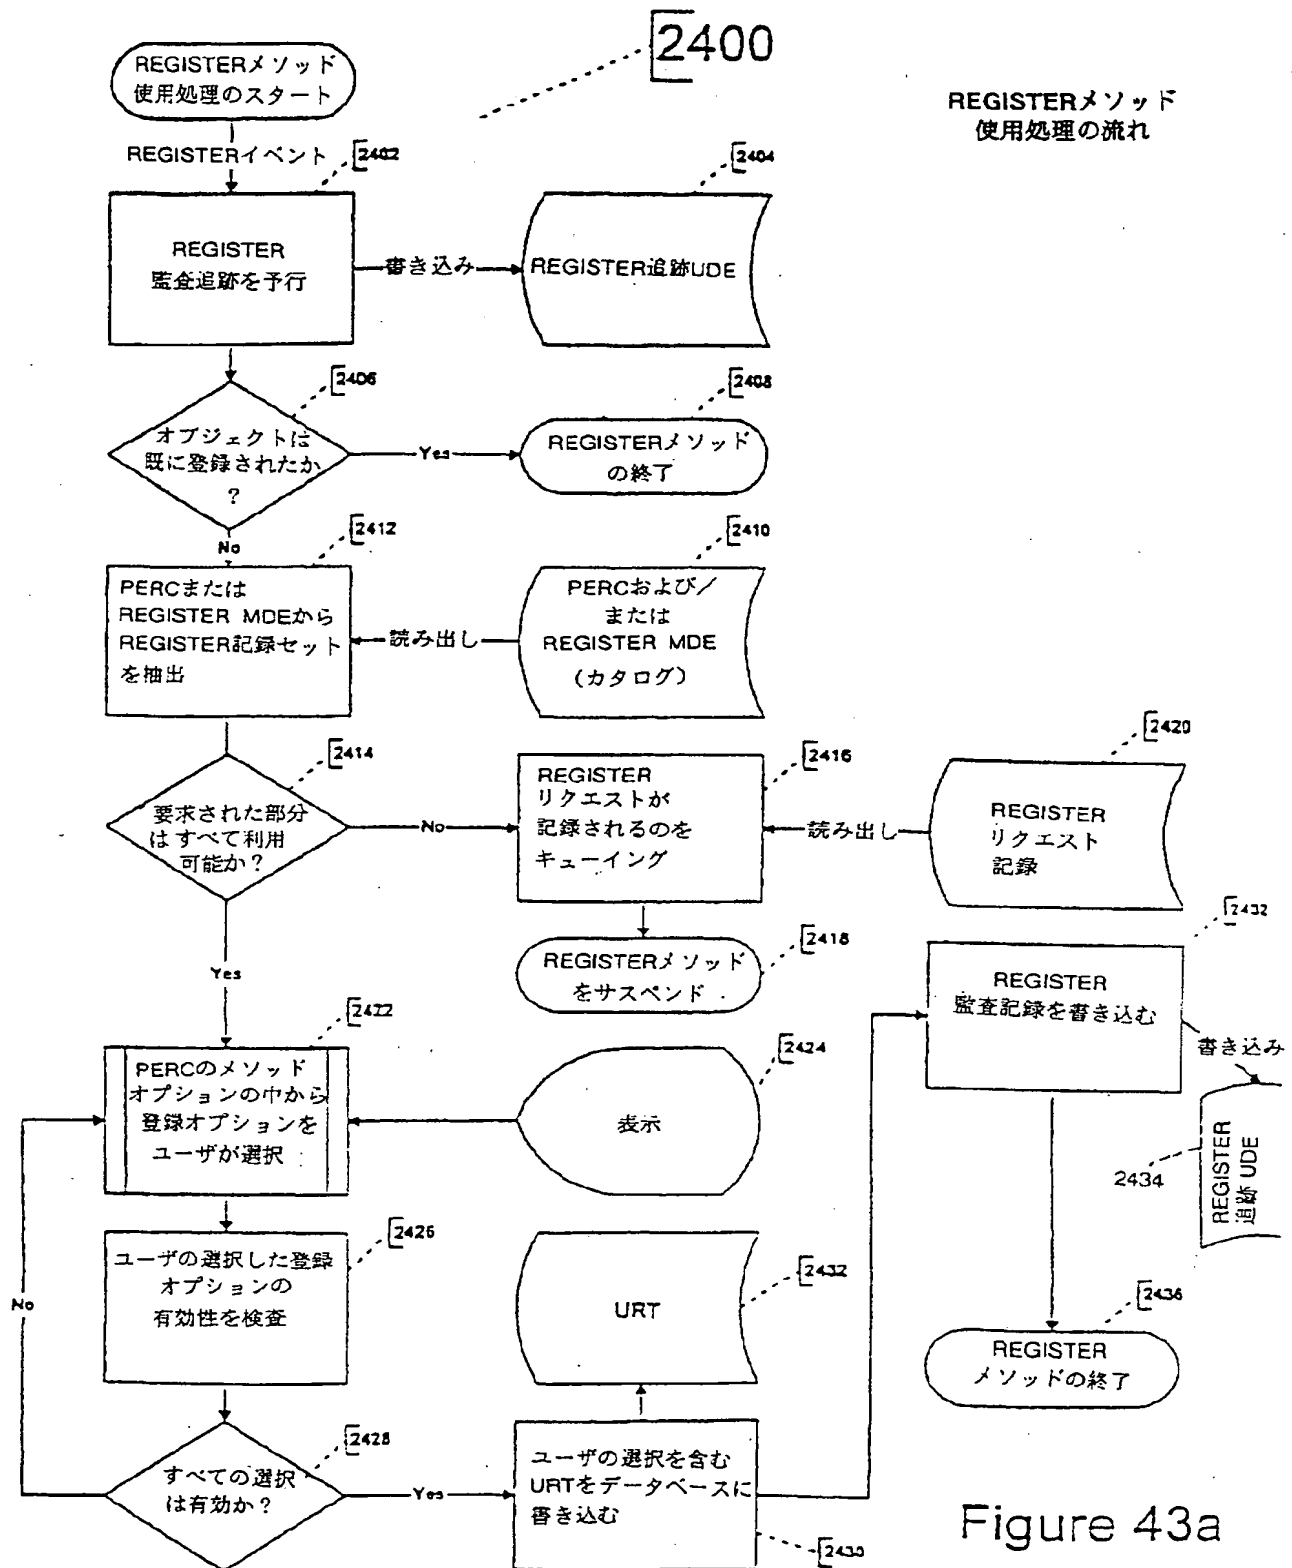 2400
REGISTERメソッド
使用処理のスタート
REGISTERメソッド
使用処理の流れ
REGISTERイベント
2402
2404
REGISTER
監査追跡を予行
書き込み
REGISTER追跡UDE
2406
2408
オブジェクトは
既に登録されたか
?
Yes
REGISTERメソッド
の終了
No
2412
2410
PERCまたは
REGISTER MDEから
REGISTER記録セット
を抽出
読み出し
PERCおよび/
または
REGISTER MDE
(カタログ)
2414
2416
2420
要求された部分
はすべて利用
可能か?
No
REGISTER
リクエストが
記録されるのを
キューイング
読み出し
REGISTER
リクエスト
記録
Yes
2418
REGISTERメソッド
をサスペンド
2432
REGISTER
監査記録を書き込む
書き込み
2422
2424
PERCのメソッド
オプションの中から
登録オプションを
ユーザが選択
表示
2434
REGISTER
追跡 UDE
2426
ユーザの選択した登録
オプションの
有効性を検査
2432
URT
No
2436
REGISTER
メソッドの終了
2428
すべての選択
は有効か?
Yes
ユーザの選択を含む
URTをデータベースに
書き込む
2430
Figure 43a